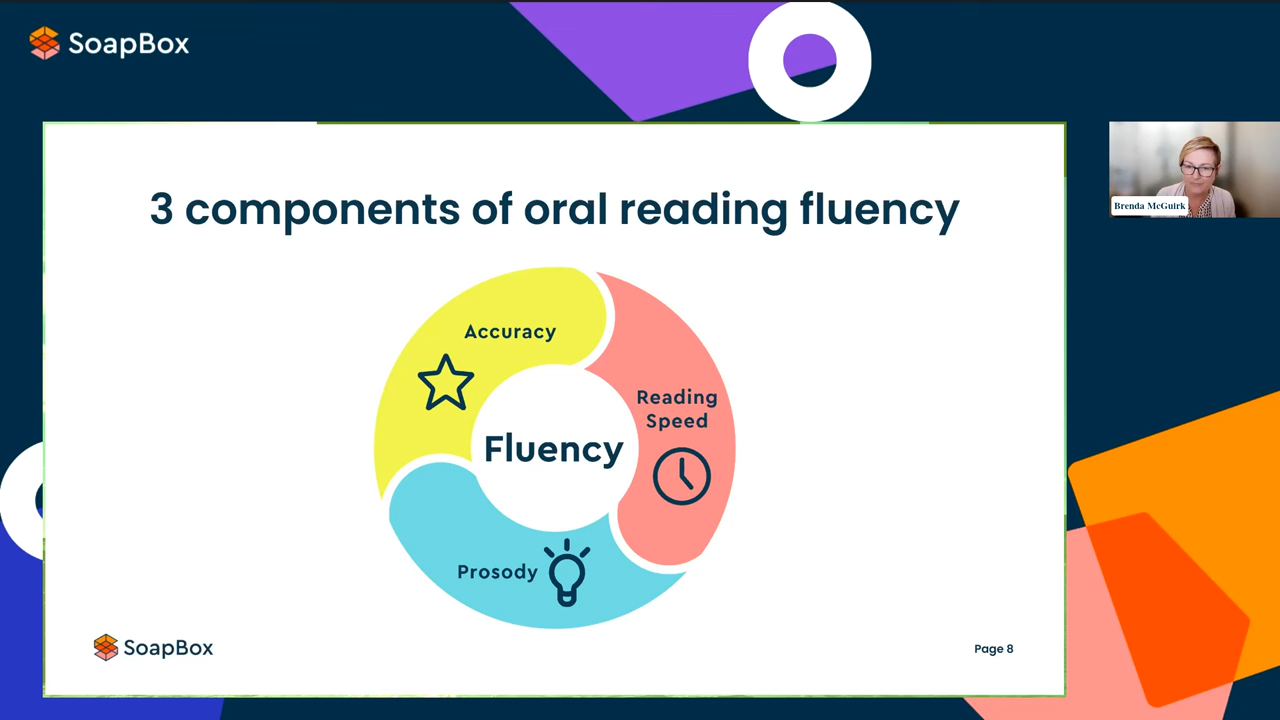 SoapBox
3 components of oral reading fluency
Accuracy
Reading
Speed
Fluency
Prosody
SoapBox
Page 8
Brenda McGuirk